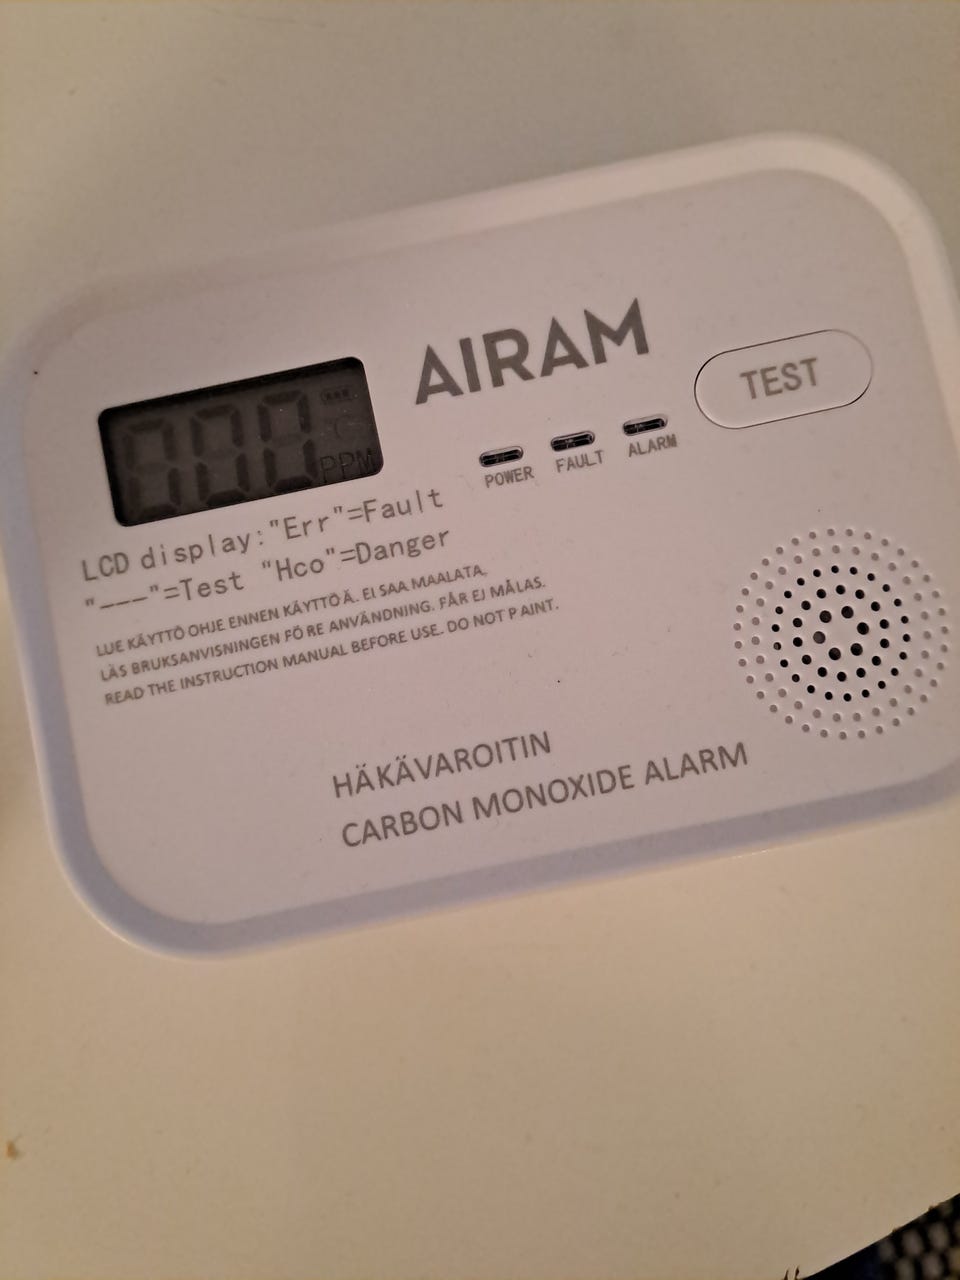 AIRAM
TEST
888
°C
PPM
POWER
FAULT
ALARM
LCD display:"Err"=Fault
"---"=Test "Hco"=Danger
LUE KÄYTTÖ OHJE ENNEN KÄYTTÖ Ä. EI SAA MAALATA.
LÄS BRUKSANVISNINGEN FÖ RE ANVÄNDNING. FÅR EJ MÅLAS.
READ THE INSTRUCTION MANUAL BEFORE USE. DO NOT P AINT.
HÄKÄVAROITIN
CARBON MONOXIDE ALARM